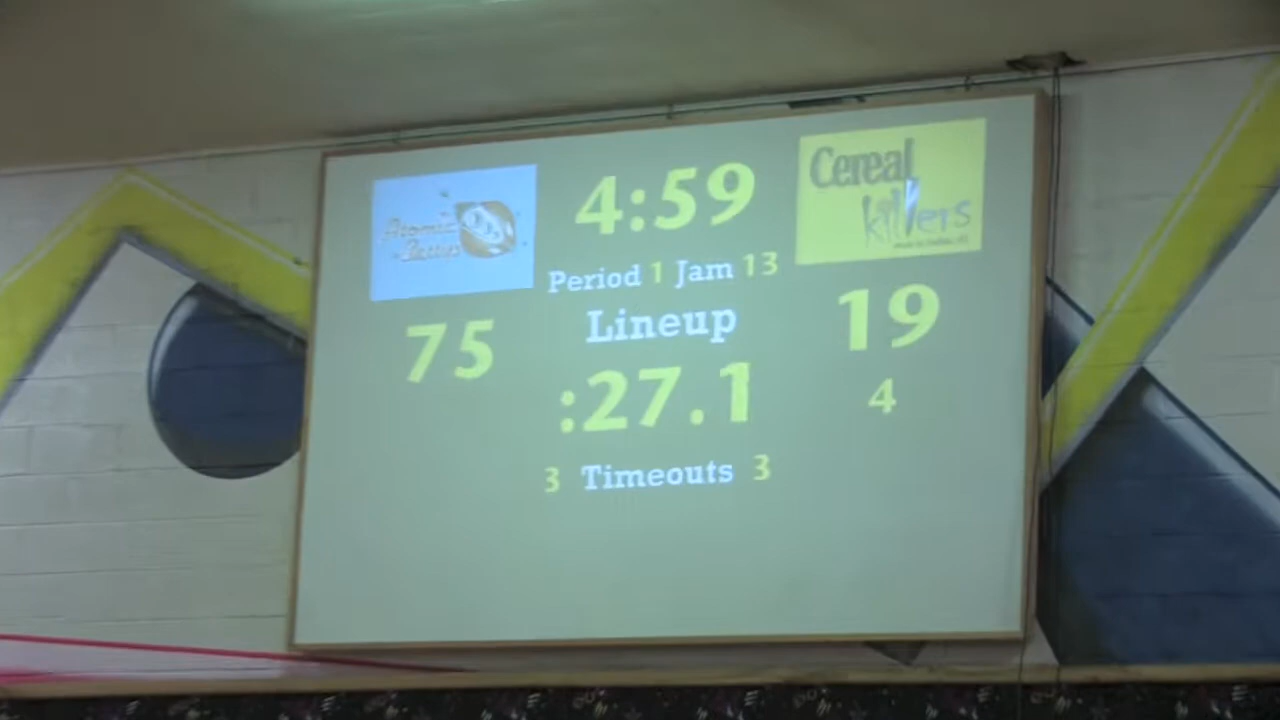 Atomic
4:59
Cereal
killers
Period 1 Jam 13
75
Lineup
19
:27.1
4
3 Timeouts 3